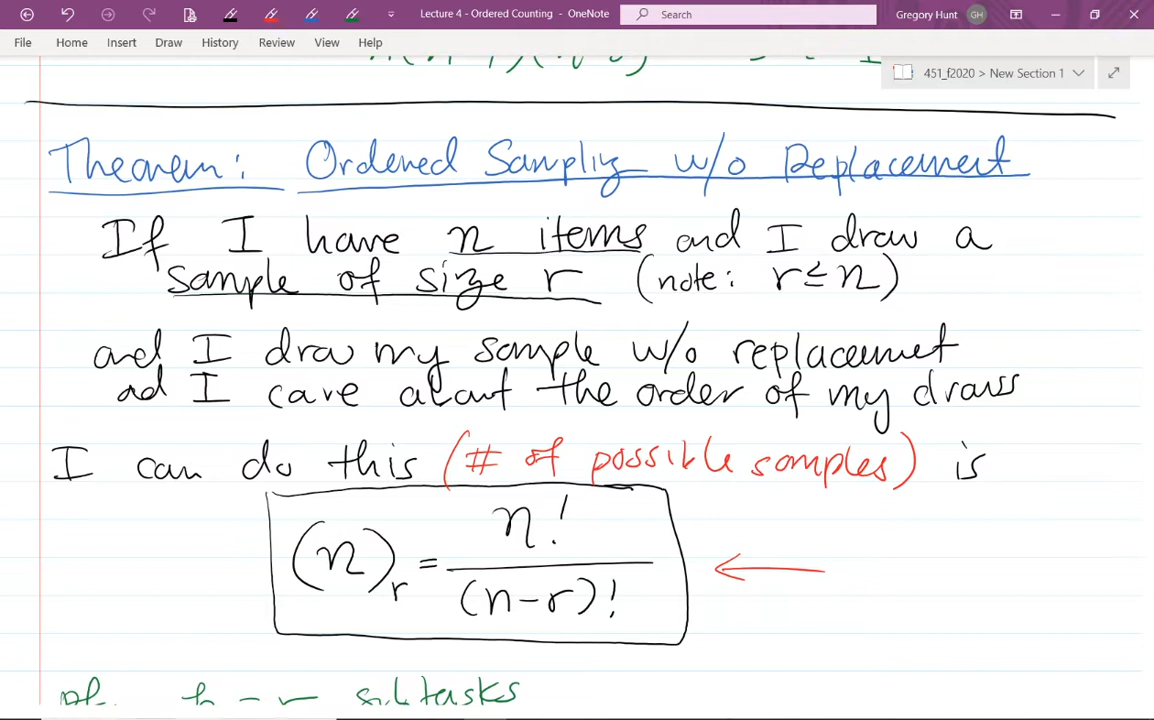 Lecture 4 - Ordered Counting - OneNote
Search
Gregory Hunt GH
File Home Insert Draw History Review View Help
451_f2020 > New Section 1
Theorem: Ordered Sampling w/o Replacement
If I have n items and I draw a
sample of size r (note: r ≤ n)
and I draw my sample w/o replacement
and I care about the order of my draws
I can do this (# of possible samples) is
(n)r = n! / (n-r)!
subtasks